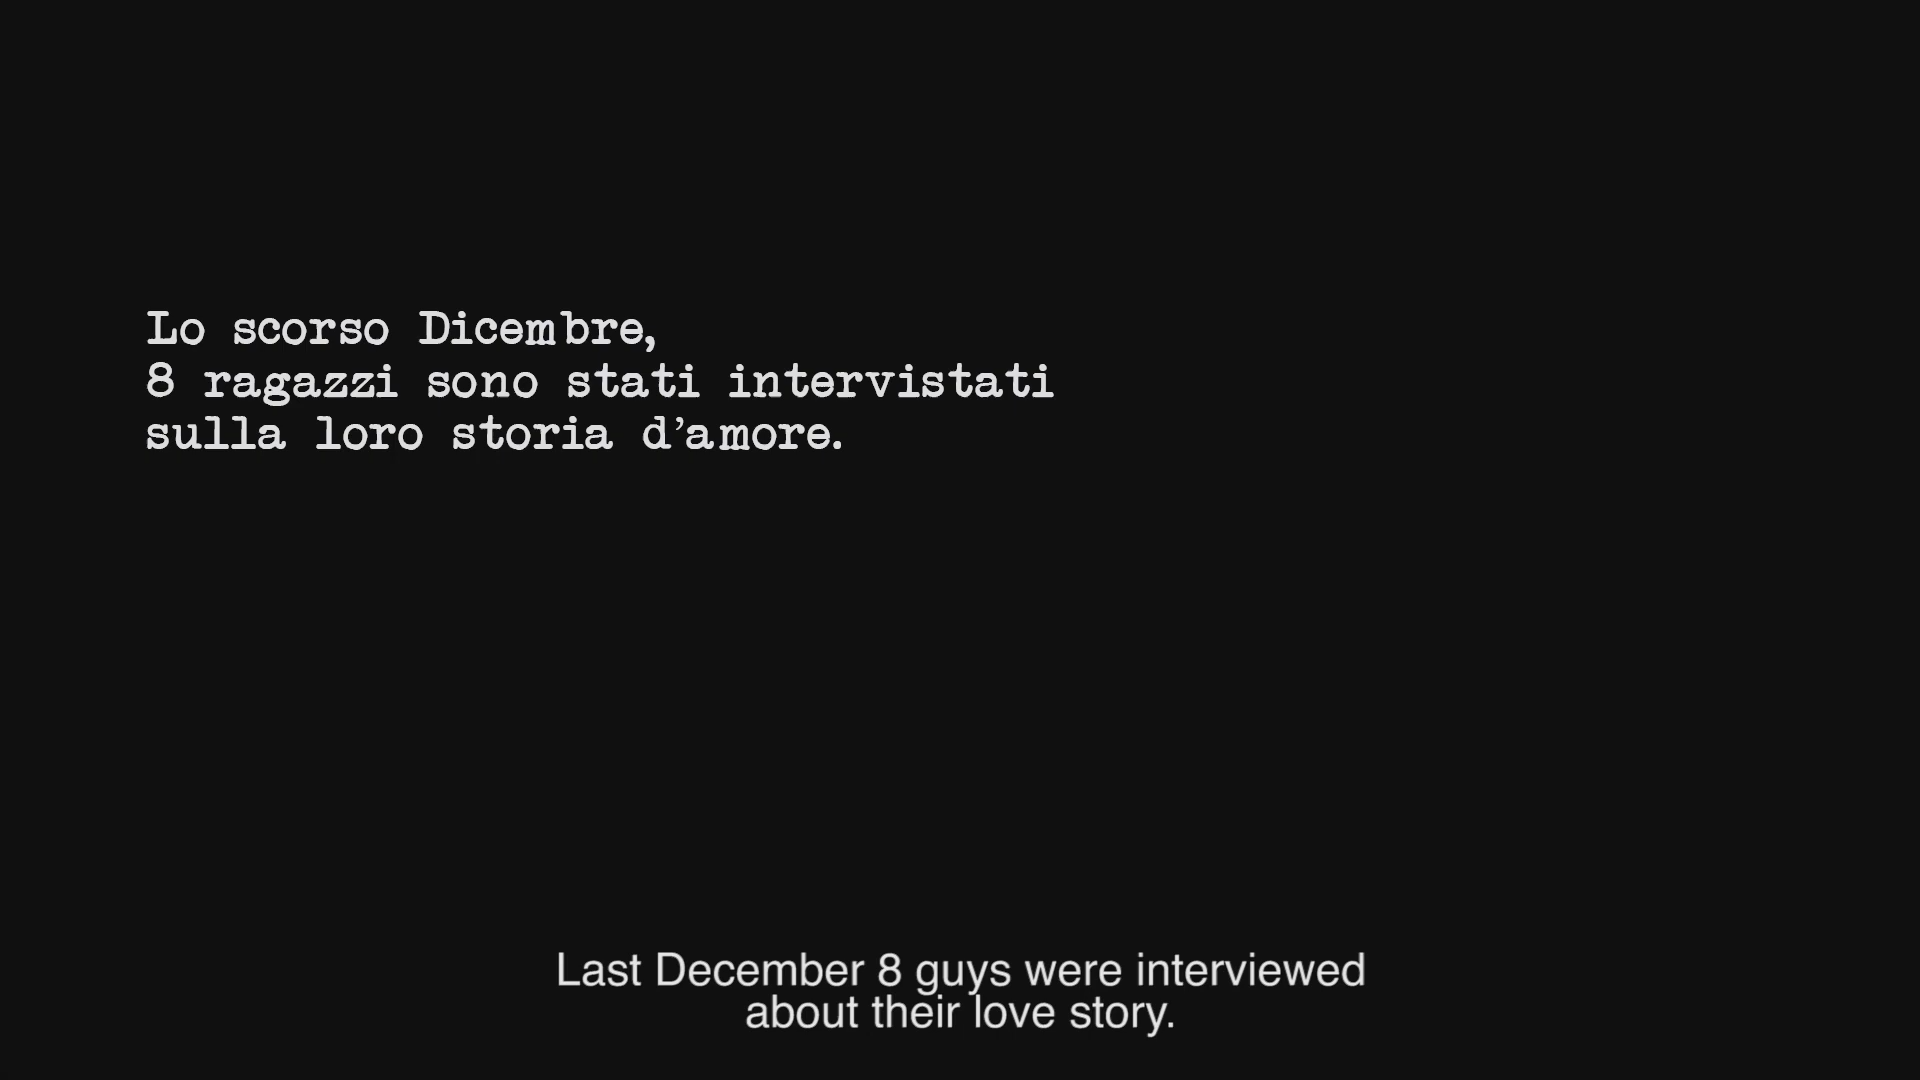 Lo scorso Dicembre,
8 ragazzi sono stati intervistati
sulla loro storia d’amore.
Last December 8 guys were interviewed
about their love story.